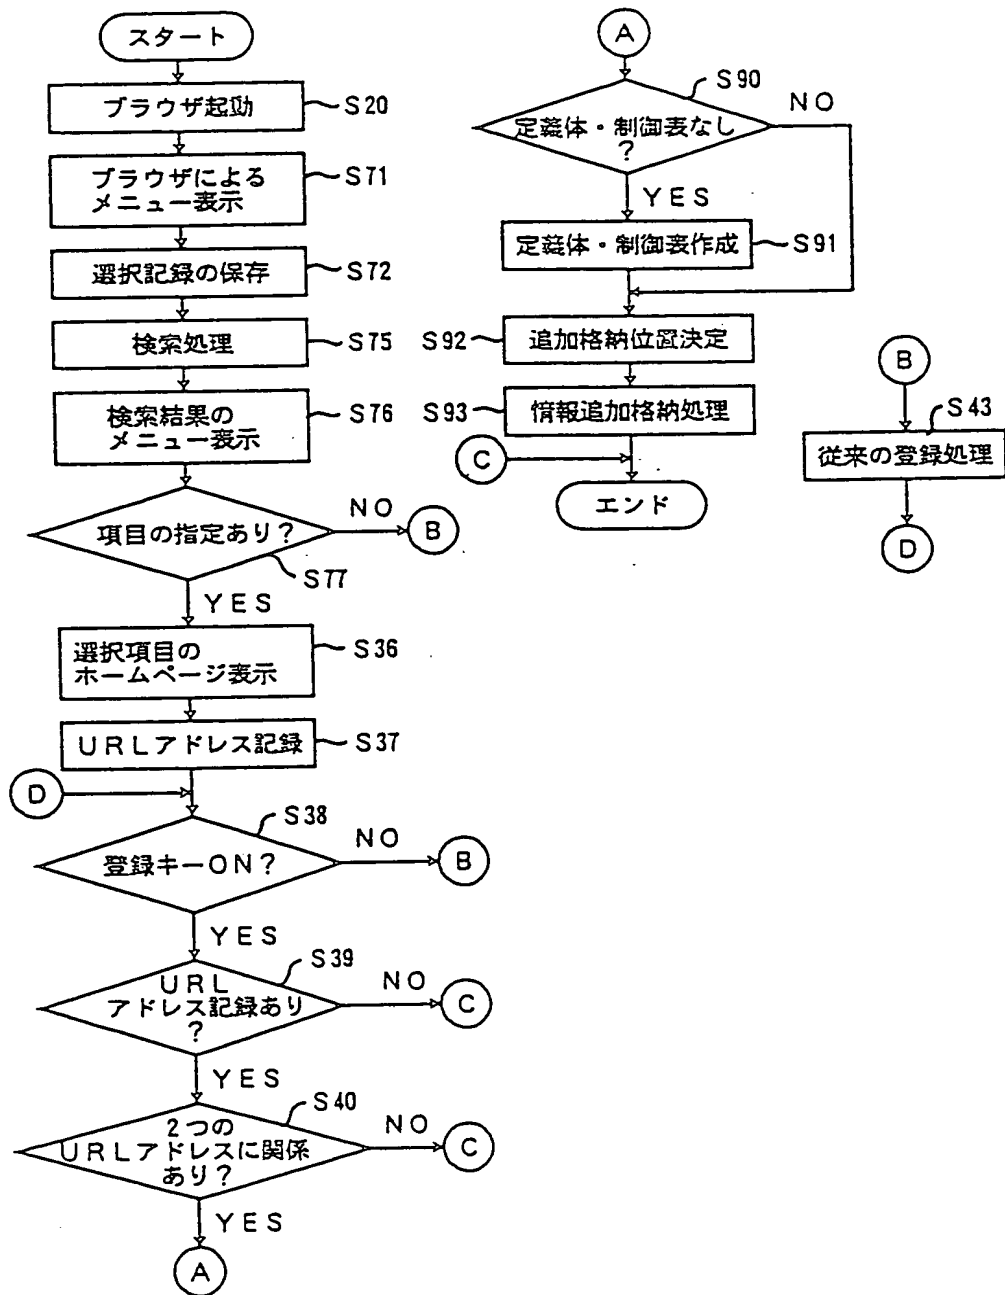 スタート
ブラウザ起動
S20
ブラウザによる
メニュー表示
S71
選択記録の保存
S72
検索処理
S75
検索結果の
メニュー表示
S76
項目の指定あり?
NO
B
S77
YES
選択項目の
ホームページ表示
S36
URLアドレス記録
S37
D
S38
登録キーON?
NO
B
YES
S39
URL
アドレス記録あり
?
NO
C
YES
S40
2つの
URLアドレスに関係
あり?
NO
C
YES
A
A
S90
定義体・制御表なし
?
NO
YES
定義体・制御表作成
S91
S92
追加格納位置決定
S93
情報追加格納処理
C
エンド
B
S43
従来の登録処理
D